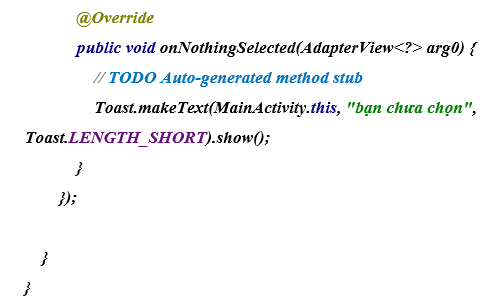 @Override
public void onNothingSelected(AdapterView<?> arg0) {
// TODO Auto-generated method stub
Toast.makeText(MainActivity.this, "bạn chưa chọn",
Toast.LENGTH_SHORT).show();
}
});
}
}